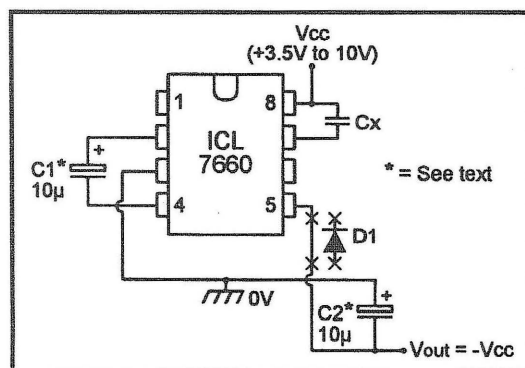 Vcc
(+3.5V to 10V)
1
8
ICL
7660
Cx
+
C1*
10µ
* = See text
4
5
D1
0V
+
C2*
10µ
Vout = -Vcc